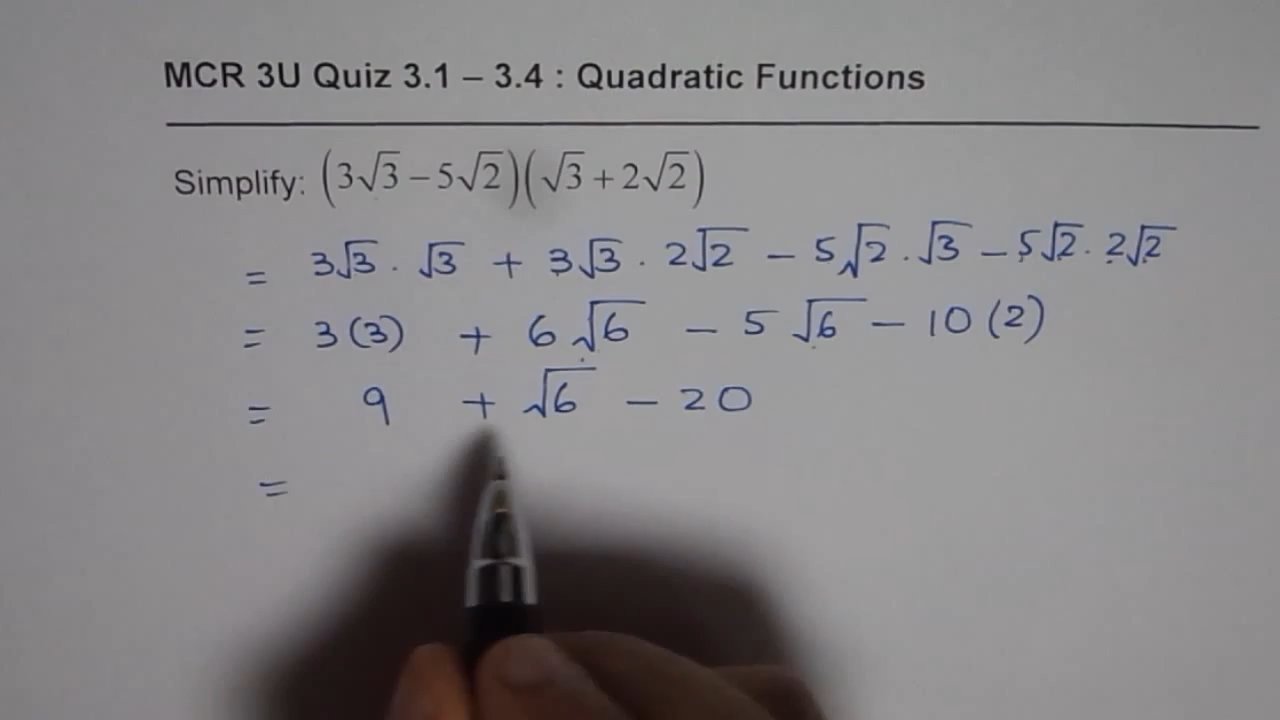 MCR 3U Quiz 3.1 – 3.4 : Quadratic Functions
Simplify: (3√3 – 5√2)(√3 + 2√2)
= 3√3 . √3 + 3√3 . 2√2 – 5√2 . √3 – 5√2 . 2√2
= 3(3) + 6√6 – 5√6 – 10(2)
= 9 + √6 – 20
=